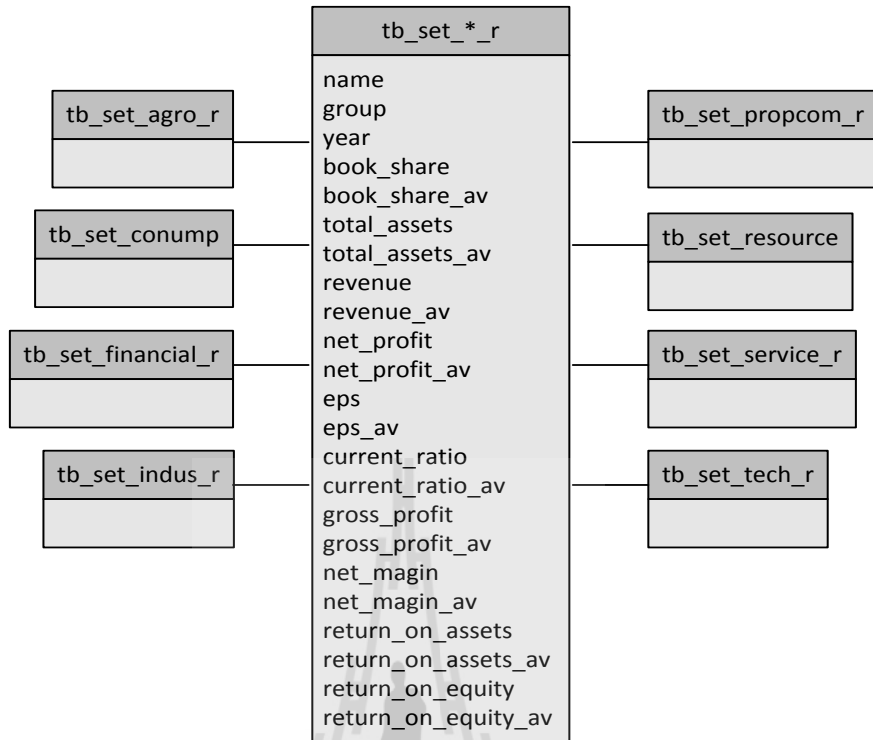 tb_set_*_r
name
group
year
book_share
book_share_av
total_assets
total_assets_av
revenue
revenue_av
net_profit
net_profit_av
eps
eps_av
current_ratio
current_ratio_av
gross_profit
gross_profit_av
net_magin
net_magin_av
return_on_assets
return_on_assets_av
return_on_equity
return_on_equity_av
tb_set_agro_r
tb_set_conump
tb_set_financial_r
tb_set_indus_r
tb_set_propcom_r
tb_set_resource
tb_set_service_r
tb_set_tech_r